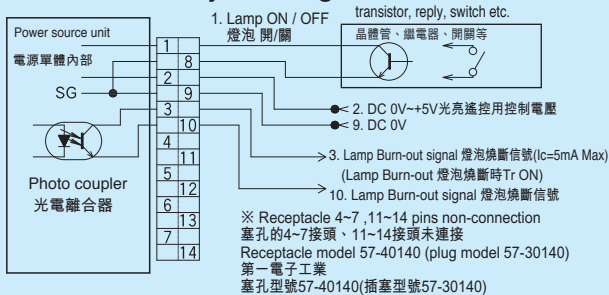 1. Lamp ON / OFF
燈泡 開/關
transistor, reply, switch etc.
晶體管、繼電器、開關等
Power source unit
電源單體內部
SG
1
8
2
9
3
10
4
11
5
12
6
13
7
14
2. DC 0V~+5V光亮遙控用控制電壓
9. DC 0V
3. Lamp Burn-out signal 燈泡燒斷信號(Ic=5mA Max)
(Lamp Burn-out 燈泡燒斷時Tr ON)
10. Lamp Burn-out signal 燈泡燒斷信號
Photo coupler
光電離合器
※ Receptacle 4~7 ,11~14 pins non-connection
塞孔的4~7接頭、11~14接頭未連接
Receptacle model 57-40140 (plug model 57-30140)
第一電子工業
塞孔型號57-40140(插塞型號57-30140)